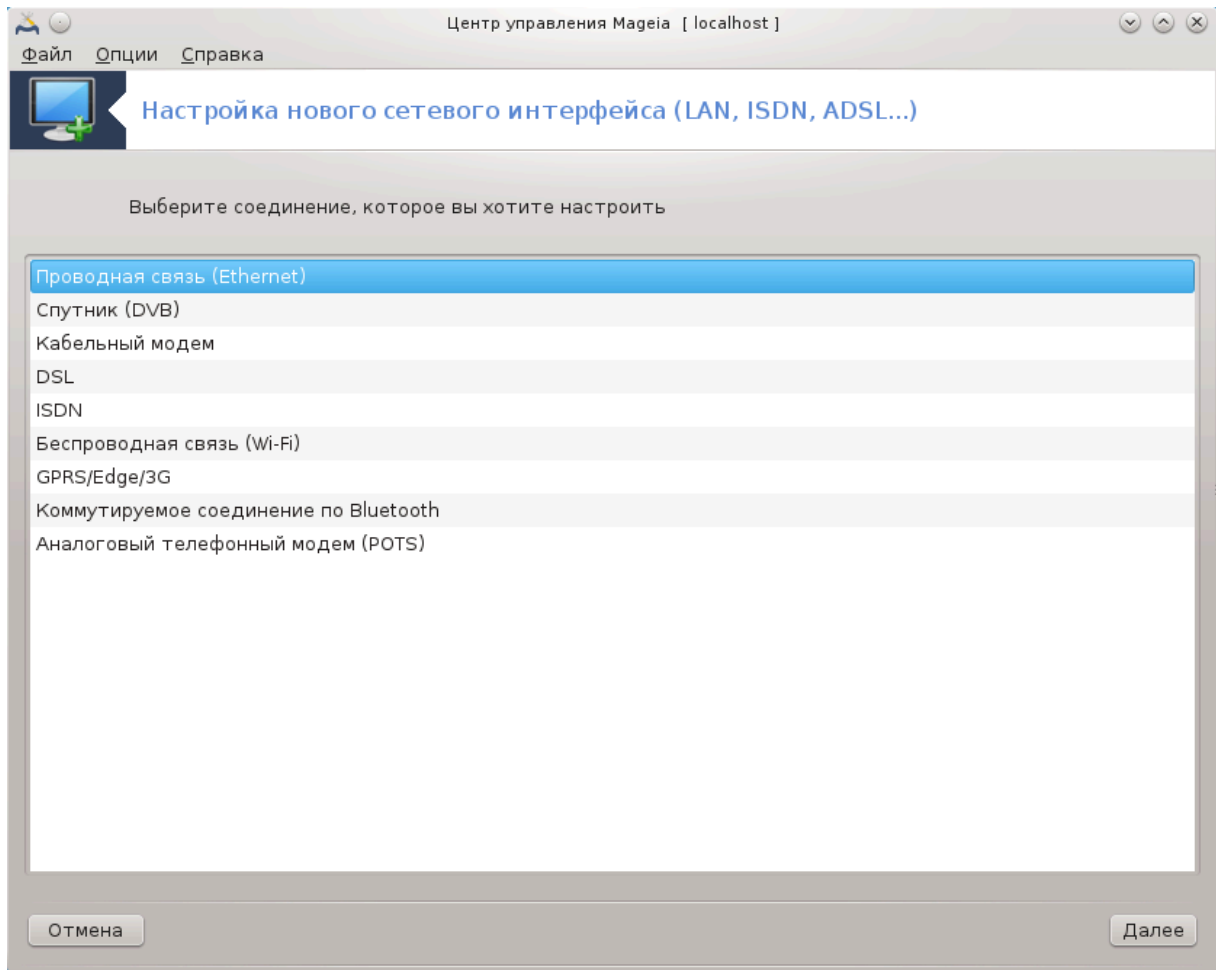 Центр управления Mageia [ localhost ]
Файл Опции Справка
Настройка нового сетевого интерфейса (LAN, ISDN, ADSL...)
Выберите соединение, которое вы хотите настроить
Проводная связь (Ethernet)
Спутник (DVB)
Кабельный модем
DSL
ISDN
Беспроводная связь (Wi-Fi)
GPRS/Edge/3G
Коммутируемое соединение по Bluetooth
Аналоговый телефонный модем (POTS)
Отмена Далее